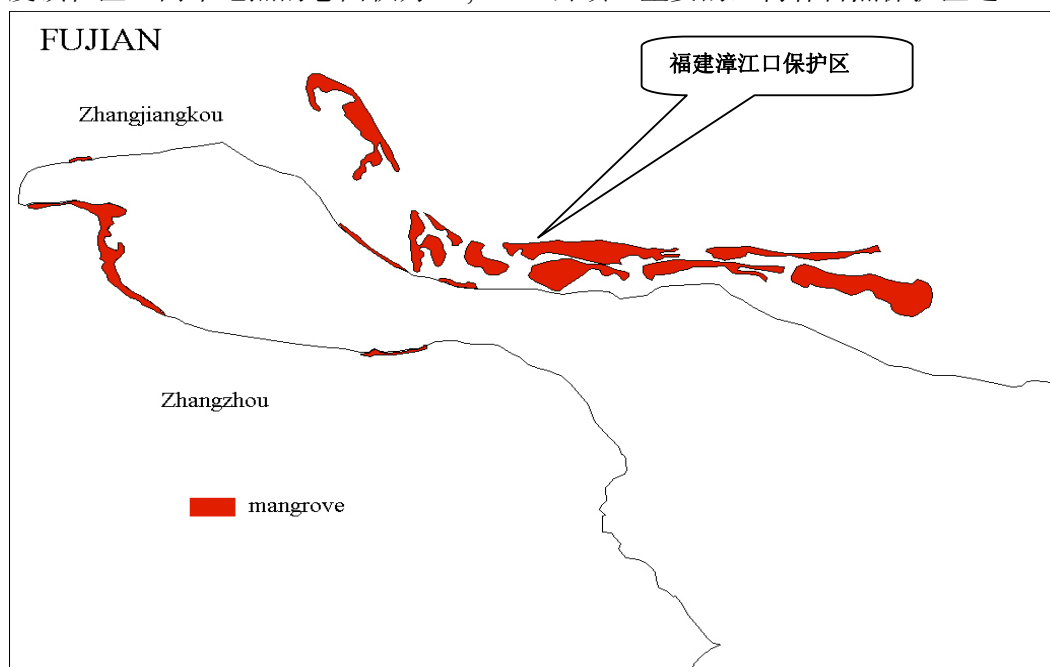 FUJIAN
福建漳江口保护区
Zhangjiangkou
Zhangzhou
mangrove